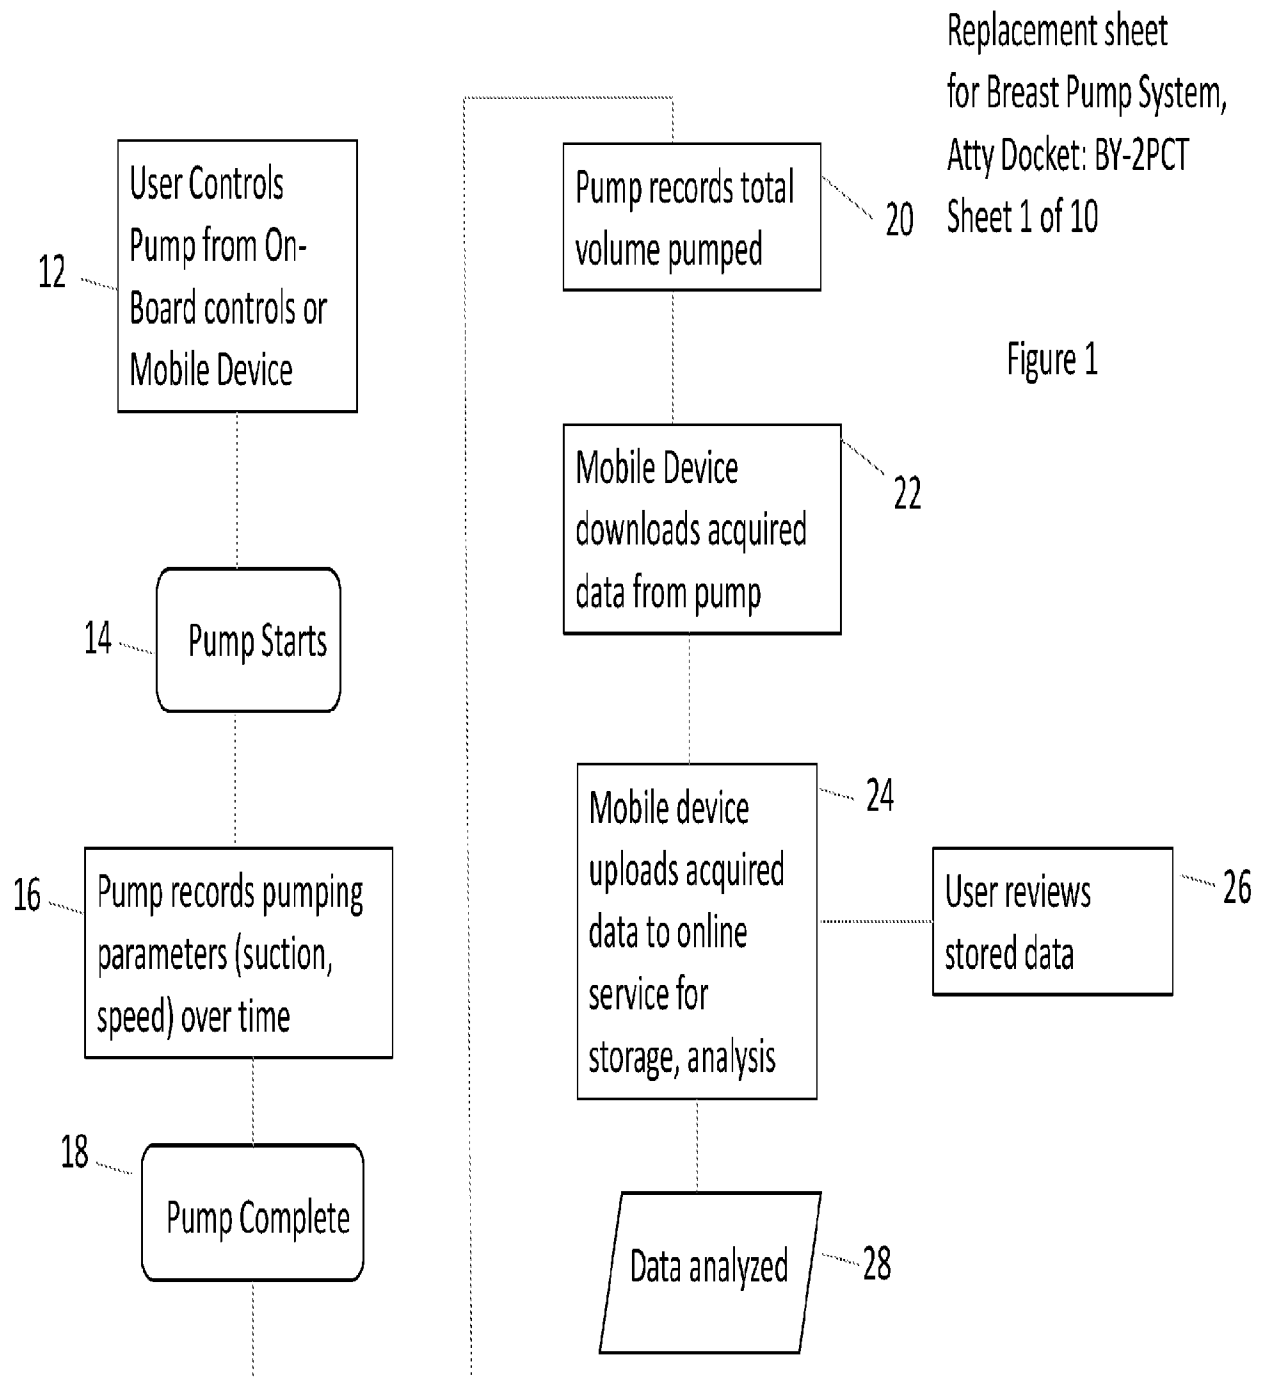 Replacement sheet
for Breast Pump System,
Atty Docket: BY-2PCT
Sheet 1 of 10
Figure 1
12
User Controls
Pump from On-
Board controls or
Mobile Device
14
Pump Starts
16
Pump records pumping
parameters (suction,
speed) over time
18
Pump Complete
Pump records total
volume pumped
20
Mobile Device
downloads acquired
data from pump
22
Mobile device
uploads acquired
data to online
service for
storage, analysis
24
User reviews
stored data
26
Data analyzed
28